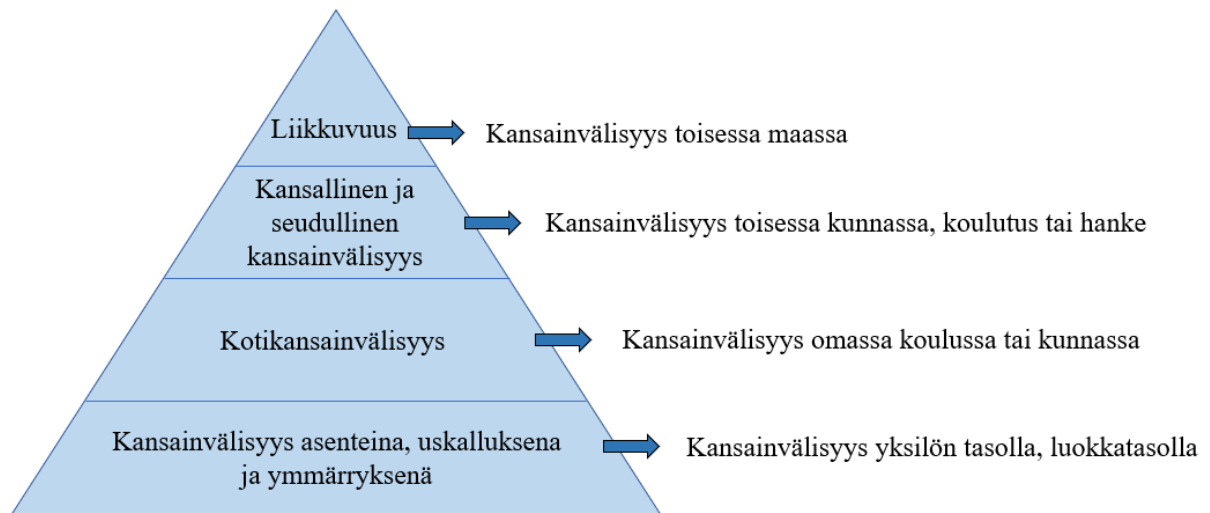 Liikkuvuus
Kansainvälisyys toisessa maassa
Kansallinen ja
seudullinen
kansainvälisyys
Kansainvälisyys toisessa kunnassa, koulutus tai hanke
Kotikansainvälisyys
Kansainvälisyys omassa koulussa tai kunnassa
Kansainvälisyys asenteina, uskalluksena
ja ymmärryksenä
Kansainvälisyys yksilön tasolla, luokkatasolla